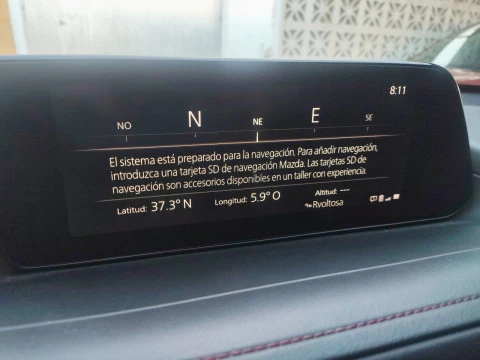 8:11
NO N NE E SE
El sistema está preparado para la navegación. Para añadir navegación,
introduzca una tarjeta SD de navegación Mazda. Las tarjetas SD de
navegación son accesorios disponibles en un taller con experiencia.
Latitud: 37.3° N Longitud: 5.9° O Altitud: ---
Rvoltosa